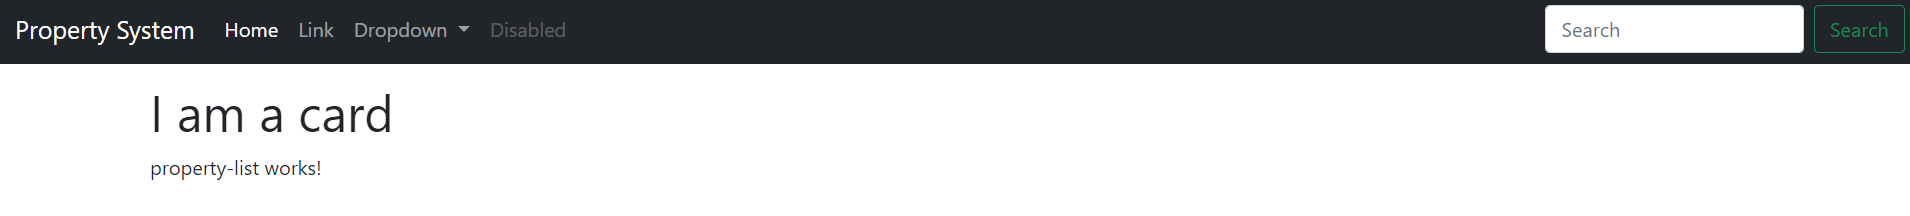 Property System Home Link Dropdown Disabled Search Search
I am a card
property-list works!